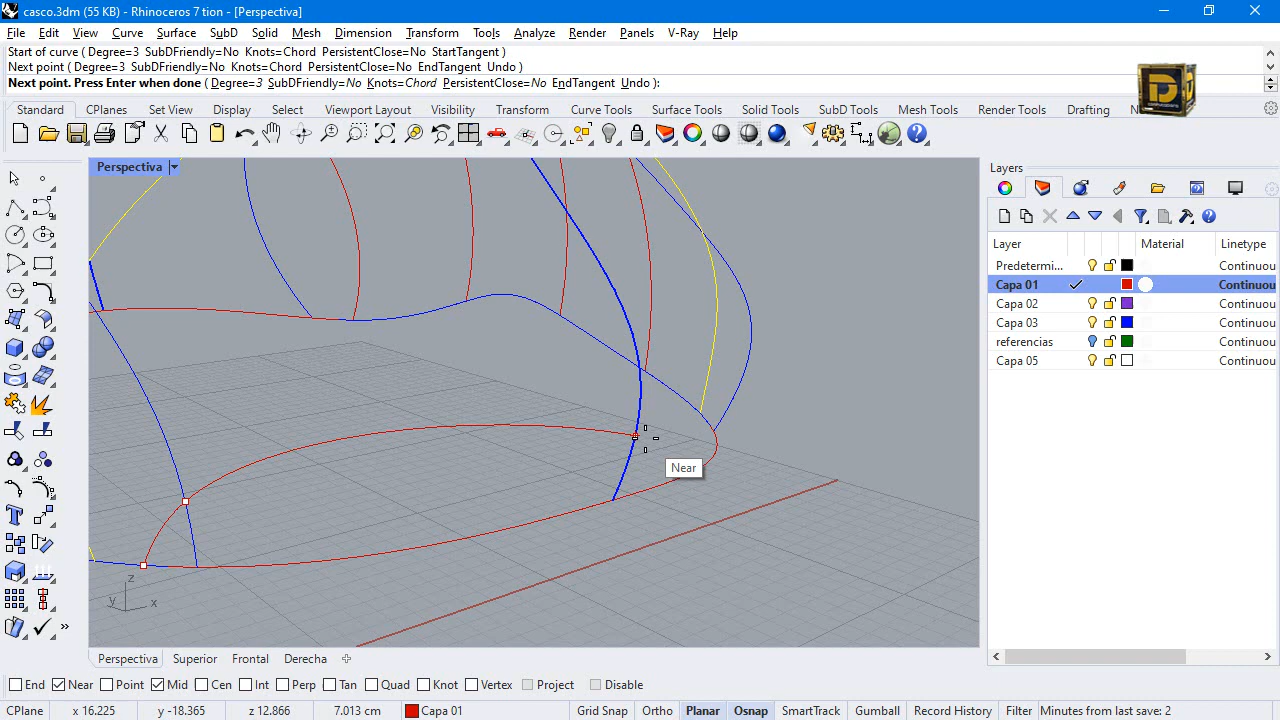 casco.3dm (55 KB) - Rhinoceros 7 tion - [Perspectiva]
File Edit View Curve Surface SubD Solid Mesh Dimension Transform Tools Analyze Render Panels V-Ray Help
Start of curve ( Degree=3 SubDFriendly=No Knots=Chord PersistentClose=No StartTangent )
Next point ( Degree=3 SubDFriendly=No Knots=Chord PersistentClose=No EndTangent Undo )
Next point. Press Enter when done ( Degree=3 SubDFriendly=No Knots=Chord PersistentClose=No EndTangent Undo ):
Standard CPlanes Set View Display Select Viewport Layout Visibility Transform Curve Tools Surface Tools Solid Tools SubD Tools Mesh Tools Render Tools Drafting
Perspectiva
Layers
Layer Material Linetype
Predetermi... Continuou
Capa 01 Continuou
Capa 02 Continuou
Capa 03 Continuou
referencias Continuou
Capa 05 Continuou
Near
z
y x
Perspectiva Superior Frontal Derecha
End Near Point Mid Cen Int Perp Tan Quad Knot Vertex Project Disable
CPlane x 16.225 y -18.365 z 12.866 7.013 cm Capa 01 Grid Snap Ortho Planar Osnap SmartTrack Gumball Record History Filter Minutes from last save: 2